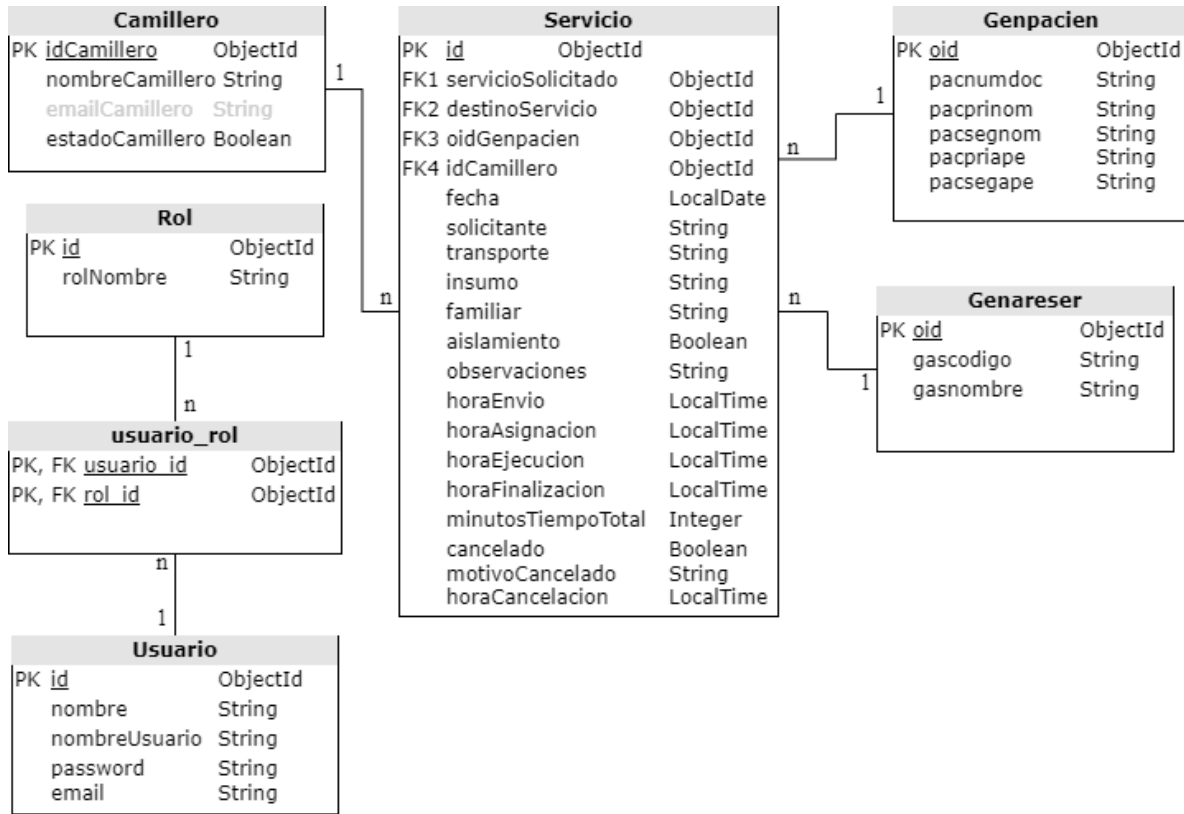 Camillero
PK idCamillero ObjectId
nombreCamillero String
emailCamillero String
estadoCamillero Boolean
1
n
Rol
PK id ObjectId
rolNombre String
1
n
usuario_rol
PK, FK usuario_id ObjectId
PK, FK rol_id ObjectId
n
1
Usuario
PK id ObjectId
nombre String
nombreUsuario String
password String
email String
Servicio
PK id ObjectId
FK1 servicioSolicitado ObjectId
FK2 destinoServicio ObjectId
FK3 oidGenpacien ObjectId
FK4 idCamillero ObjectId
fecha LocalDate
solicitante String
transporte String
insumo String
familiar String
aislamiento Boolean
observaciones String
horaEnvio LocalTime
horaAsignacion LocalTime
horaEjecucion LocalTime
horaFinalizacion LocalTime
minutosTiempoTotal Integer
cancelado Boolean
motivoCancelado String
horaCancelacion LocalTime
n
1
n
1
Genpacien
PK oid ObjectId
pacnumdoc String
pacprinom String
pacsegnom String
pacpriape String
pacsegape String
Genareser
PK oid ObjectId
gascodigo String
gasnombre String